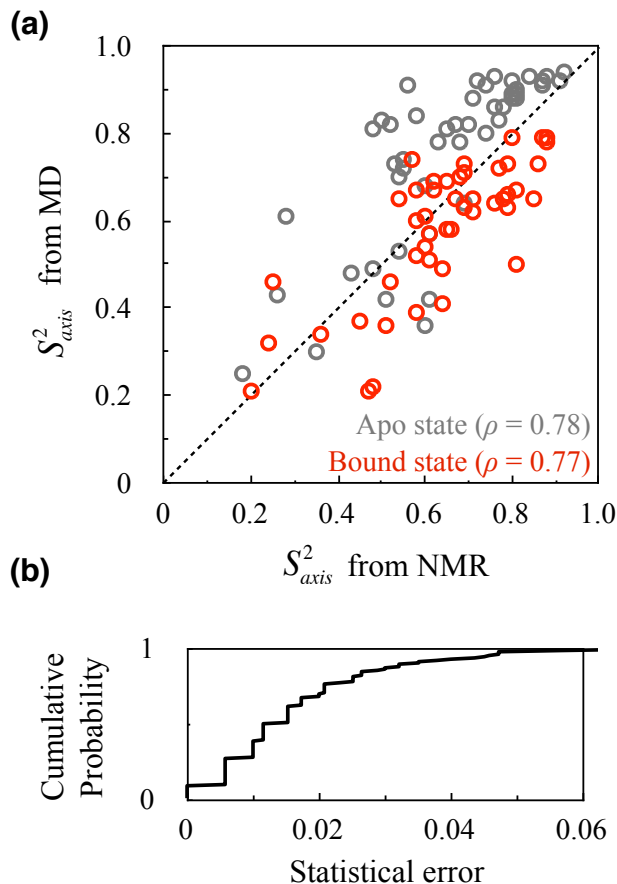 (a)
1.0
0.8
0.6
0.4
0.2
0
S²axis from MD
Apo state (ρ = 0.78)
Bound state (ρ = 0.77)
0.2 0.4 0.6 0.8 1.0
S²axis from NMR
(b)
1
0
Cumulative
Probability
0 0.02 0.04 0.06
Statistical error